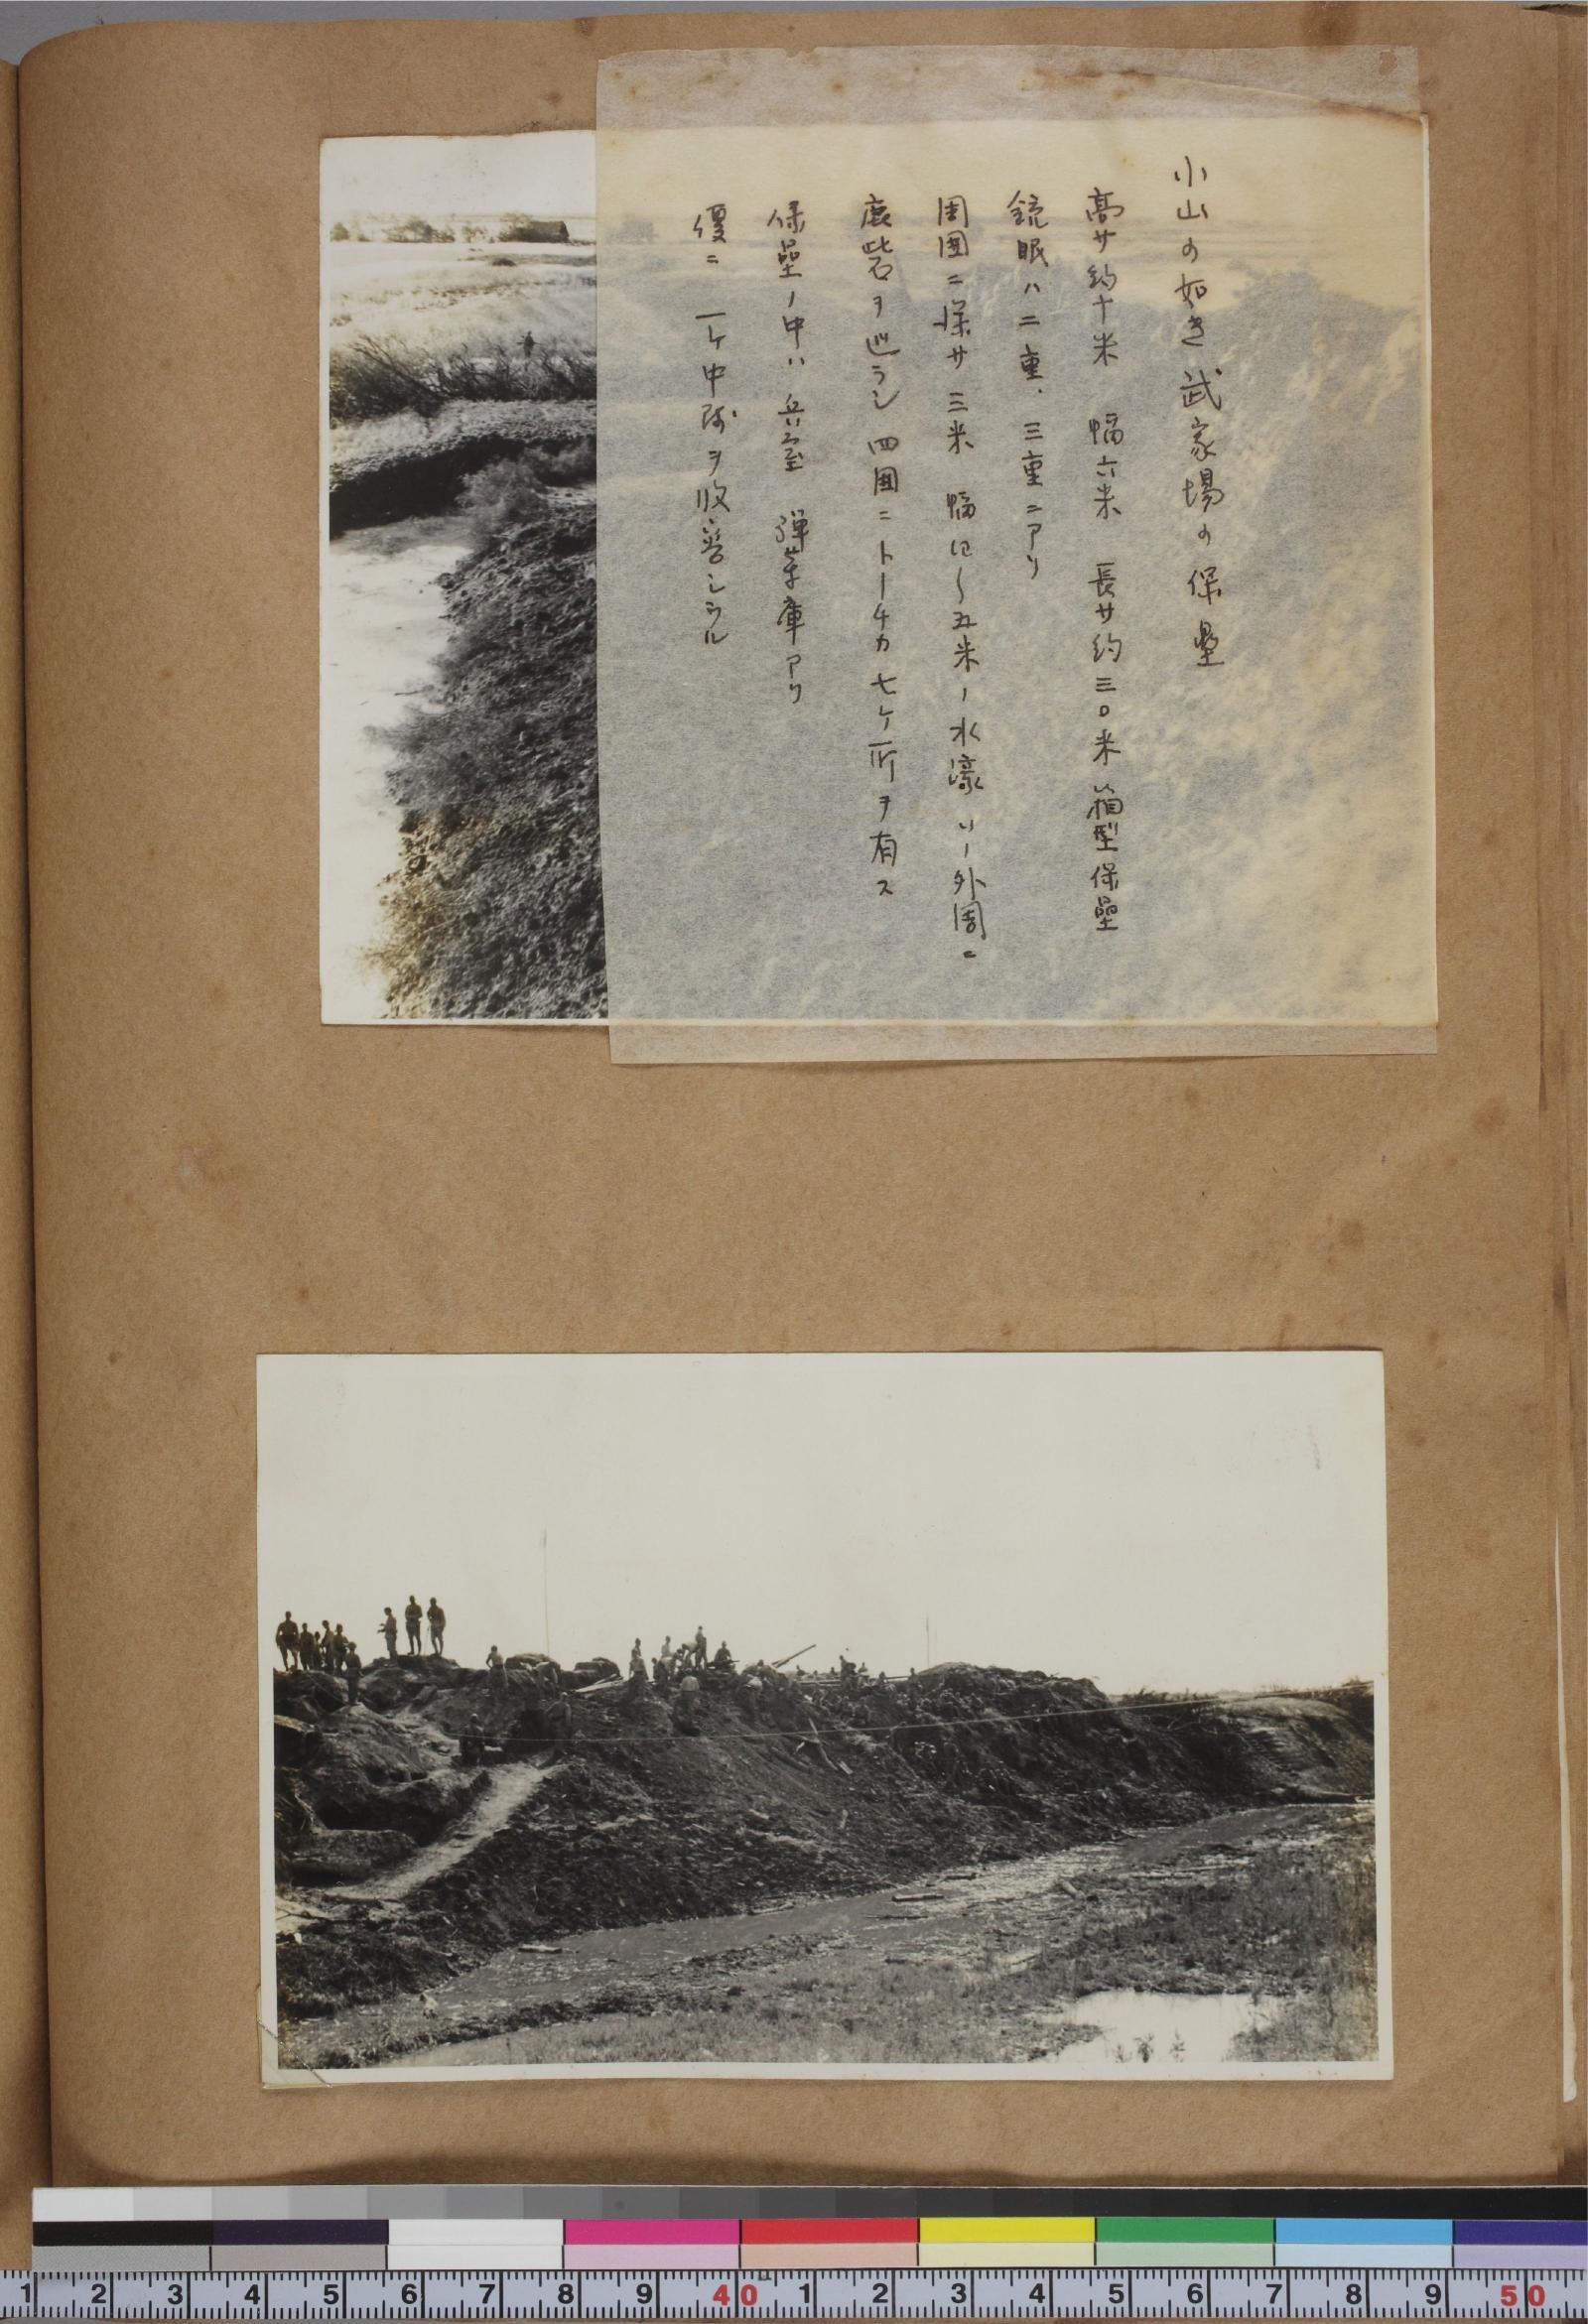 小山の如き武家場の保塁
高サ約十米 幅六米 長サ約三〇米 箱型保塁
銃眼ハ二重、三重ニアリ
周囲ニ深サ三米 幅四〜五米ノ水濠 ソノ外周ニ
鹿砦ヲ巡ラシ四囲ニトーチカ七ケ所ヲ有ス
保塁ノ中ハ兵室 弾薬庫アリ
優ニ一ケ中隊ヲ收容シウル
1 2 3 4 5 6 7 8 9 40 1 2 3 4 5 6 7 8 9 50